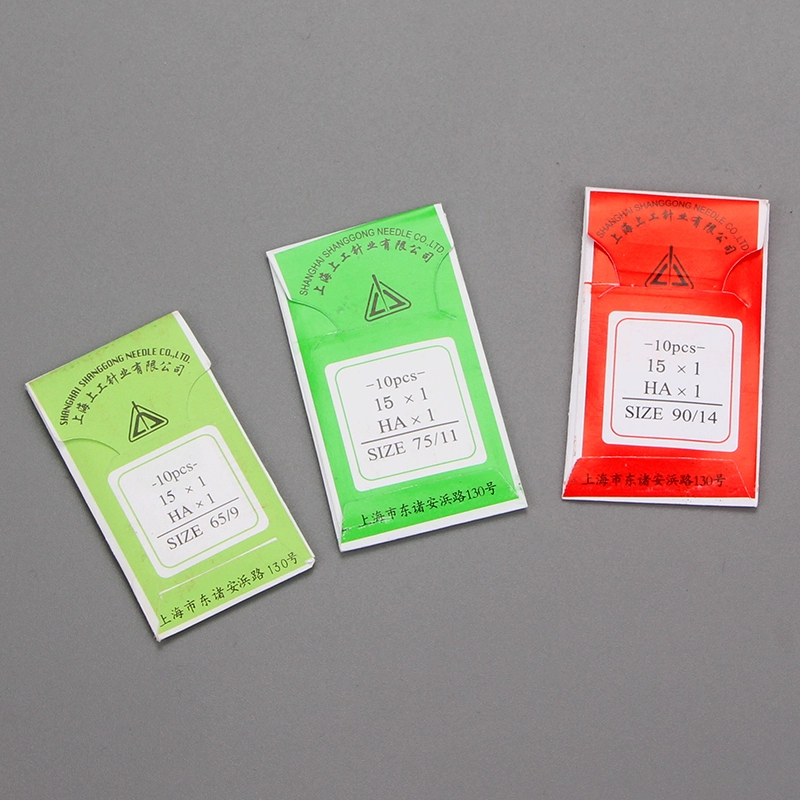 SHANGHAI SHANGGONG NEEDLE CO.,LTD.
上海上工针业有限公司
-10pcs-
15 × 1
HA × 1
SIZE 65/9
上海市东诸安浜路130号
SHANGHAI SHANGGONG NEEDLE CO.,LTD
上海上工针业有限公司
-10pcs-
15 × 1
HA × 1
SIZE 75/11
上海市东诸安浜路130号
SHANGHAI SHANGGONG NEEDLE CO.,LTD
上海上工针业有限公司
-10pcs-
15 × 1
HA × 1
SIZE 90/14
上海市东诸安浜路130号